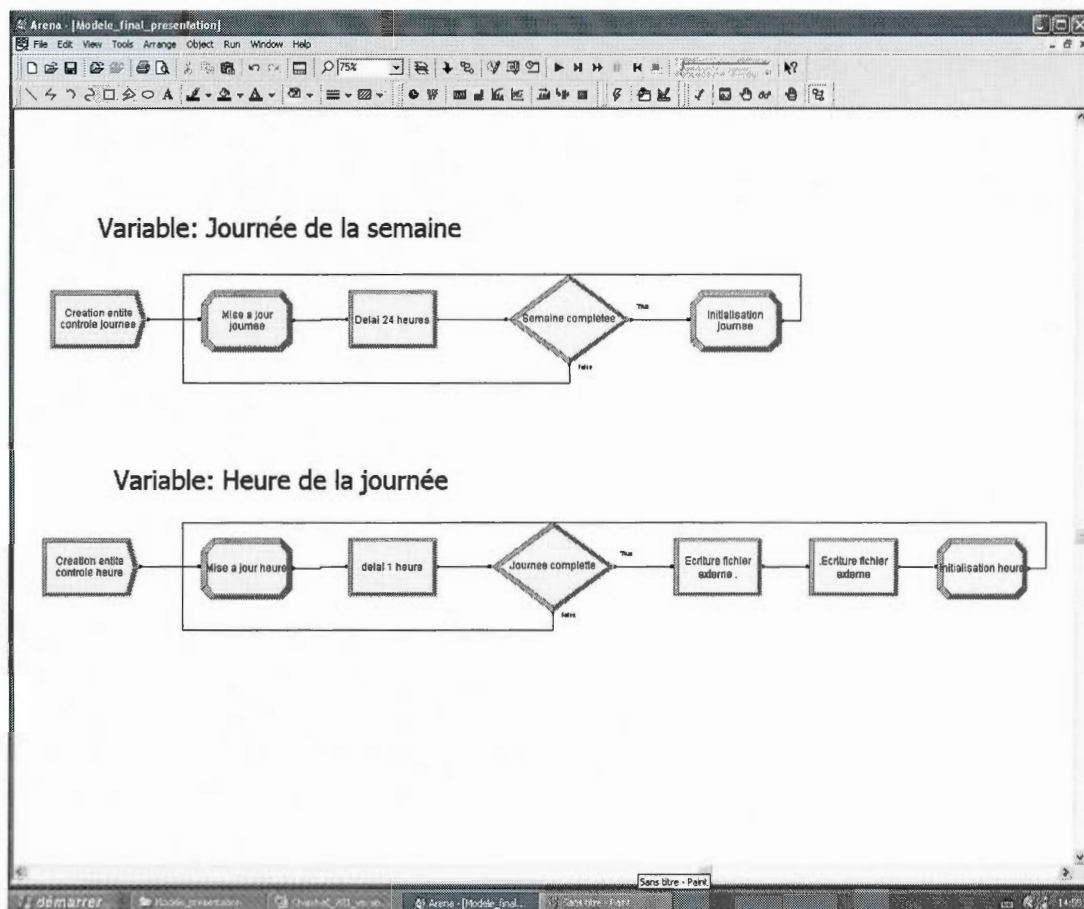 Arena - [Modele_final_presentation]
File Edit View Tools Arrange Object Run Window Help
75%
Variable: Journée de la semaine
Creation entite
controle journee
Mise a jour
journee
Delai 24 heures
Semaine completee
True
False
Initialisation
journee
Variable: Heure de la journée
Creation entite
controle heure
Mise a jour heure
delai 1 heure
Journee complette
True
False
Ecriture fichier
externe .
.Ecriture fichier
externe
Initialisation heure
Sans titre - Paint
démarrer
Modele_presentation
Arena - [Modele_final...
Sans titre - Paint